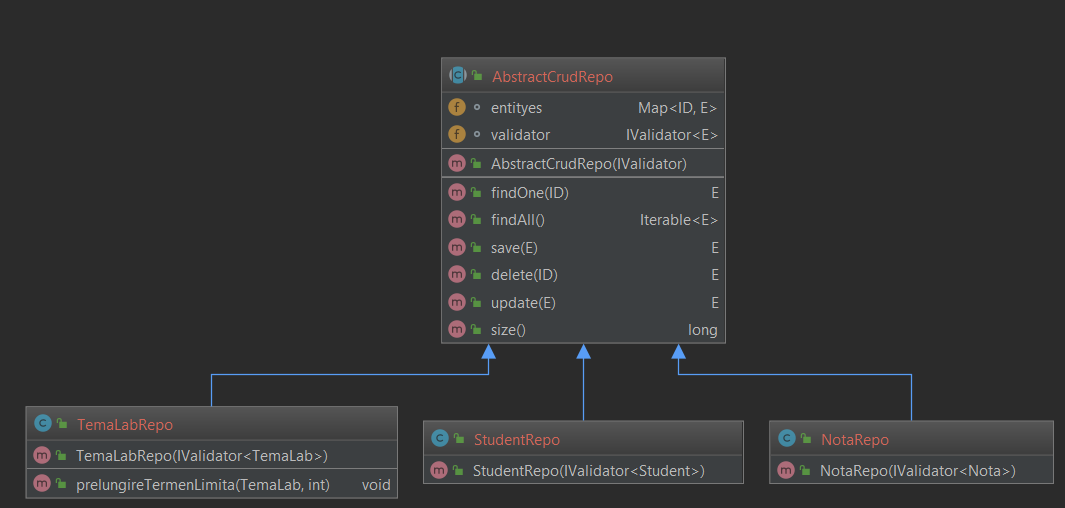 AbstractCrudRepo
entityes Map<ID, E>
validator IValidator<E>
AbstractCrudRepo(IValidator)
findOne(ID) E
findAll() Iterable<E>
save(E) E
delete(ID) E
update(E) E
size() long
TemaLabRepo
TemaLabRepo(IValidator<TemaLab>)
prelungireTermenLimita(TemaLab, int) void
StudentRepo
StudentRepo(IValidator<Student>)
NotaRepo
NotaRepo(IValidator<Nota>)